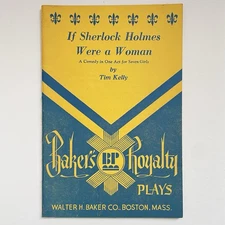 If Sherlock Holmes
Were a Woman
A Comedy in One Act for Seven Girls
by
Tim Kelly
Baker's BP Royalty
PLAYS
WALTER H. BAKER CO., BOSTON, MASS.